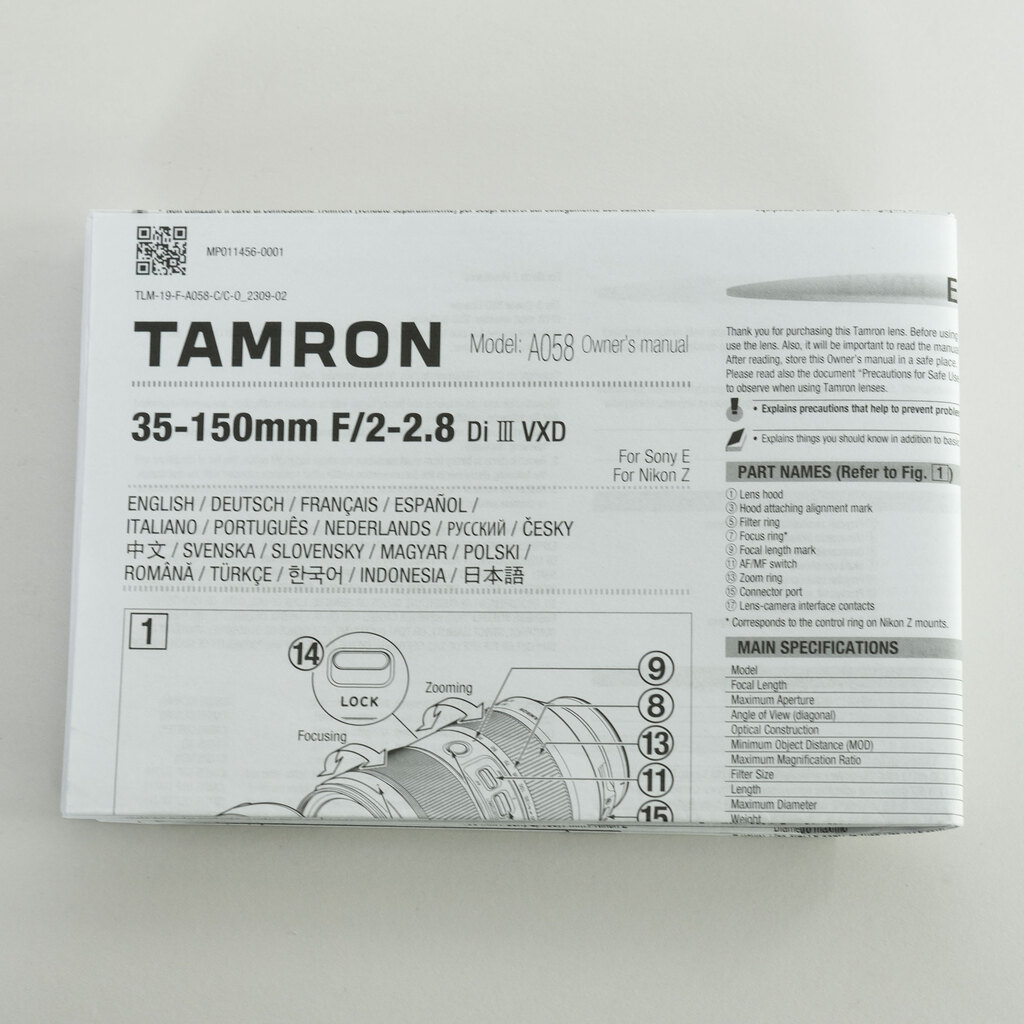 MP011456-0001
TLM-19-F-A058-C/C-O_2309-02
TAMRON Model: A058 Owner's manual
35-150mm F/2-2.8 Di III VXD
For Sony E
For Nikon Z
ENGLISH / DEUTSCH / FRANÇAIS / ESPAÑOL /
ITALIANO / PORTUGUÊS / NEDERLANDS / РУССКИЙ / ČESKY
中文 / SVENSKA / SLOVENSKY / MAGYAR / POLSKI /
ROMÂNĂ / TÜRKÇE / 한국어 / INDONESIA / 日本語
1
14
LOCK
Zooming
Focusing
9
8
13
11
15
E
Thank you for purchasing this Tamron lens. Before using
use the lens. Also, it will be important to read the
After reading, store this Owner's manual in a safe place.
Please read also the document "Precautions for Safe
to observe when using Tamron lenses.
• Explains precautions that help to prevent
• Explains things you should know in addition to
PART NAMES (Refer to Fig. 1)
① Lens hood
③ Hood attaching alignment mark
⑤ Filter ring
⑦ Focus ring*
⑨ Focal length mark
⑪ AF/MF switch
⑬ Zoom ring
⑮ Connector port
⑰ Lens-camera interface contacts
* Corresponds to the control ring on Nikon Z mounts.
MAIN SPECIFICATIONS
Model
Focal Length
Maximum Aperture
Angle of View (diagonal)
Optical Construction
Minimum Object Distance (MOD)
Maximum Magnification Ratio
Filter Size
Length
Maximum Diameter
Weight